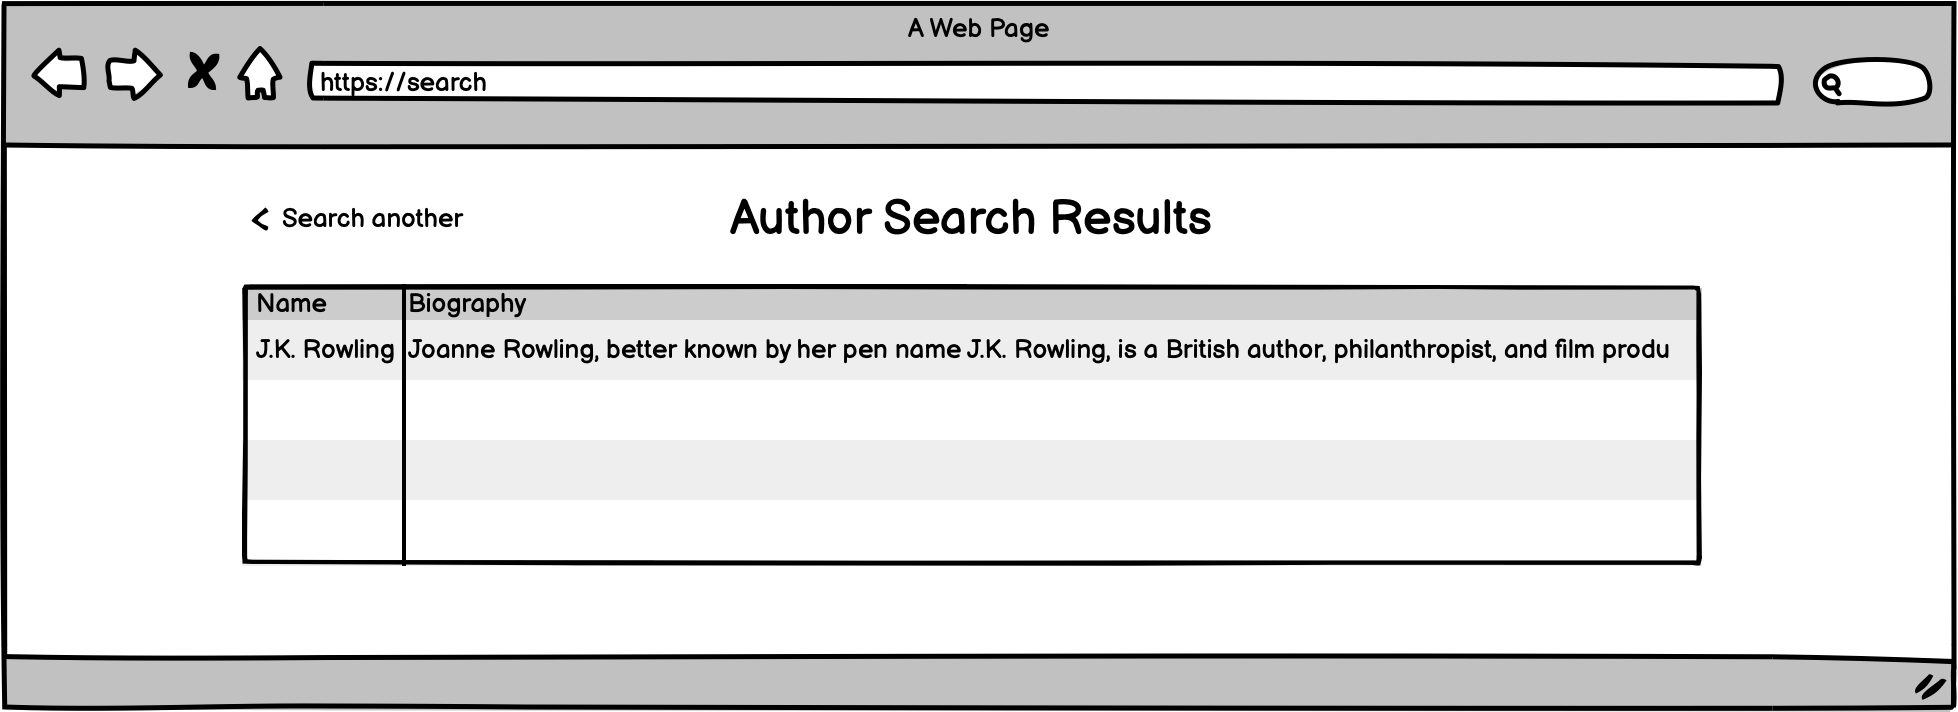 A Web Page
https://search
Search another
Author Search Results
Name
Biography
J.K. Rowling
Joanne Rowling, better known by her pen name J.K. Rowling, is a British author, philanthropist, and film produ